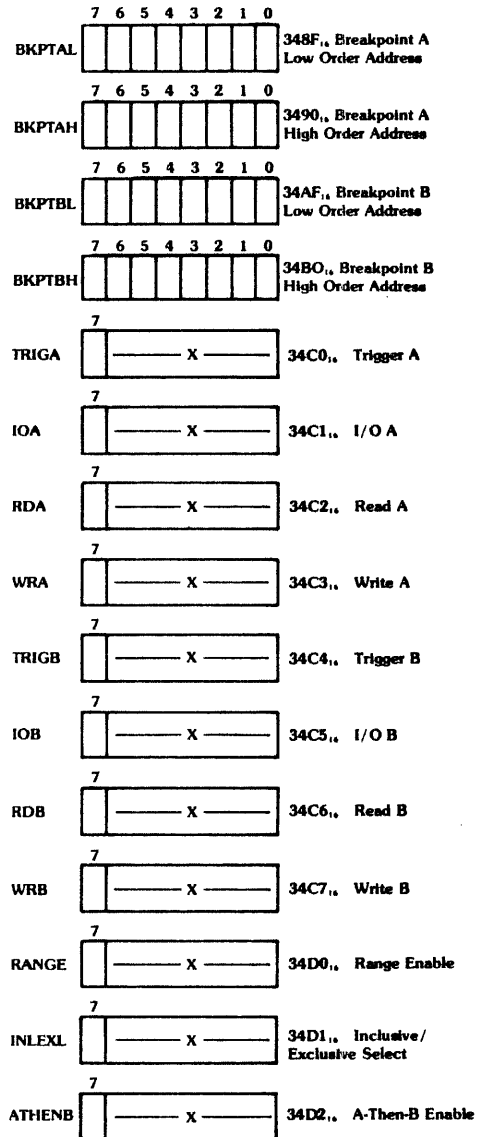 7 6 5 4 3 2 1 0
BKPTAL 348F₁₆ Breakpoint A
Low Order Address
7 6 5 4 3 2 1 0
BKPTAH 3490₁₆ Breakpoint A
High Order Address
7 6 5 4 3 2 1 0
BKPTBL 34AF₁₆ Breakpoint B
Low Order Address
7 6 5 4 3 2 1 0
BKPTBH 34BO₁₆ Breakpoint B
High Order Address
7
TRIGA X 34C0₁₆ Trigger A
7
IOA X 34C1₁₆ I/O A
7
RDA X 34C2₁₆ Read A
7
WRA X 34C3₁₆ Write A
7
TRIGB X 34C4₁₆ Trigger B
7
IOB X 34C5₁₆ I/O B
7
RDB X 34C6₁₆ Read B
7
WRB X 34C7₁₆ Write B
7
RANGE X 34D0₁₆ Range Enable
7
INLEXL X 34D1₁₆ Inclusive/
Exclusive Select
7
ATHENB X 34D2₁₆ A-Then-B Enable